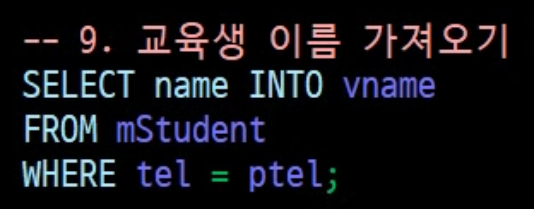 -- 9. 교육생 이름 가져오기
SELECT name INTO vname
FROM mStudent
WHERE tel = ptel;